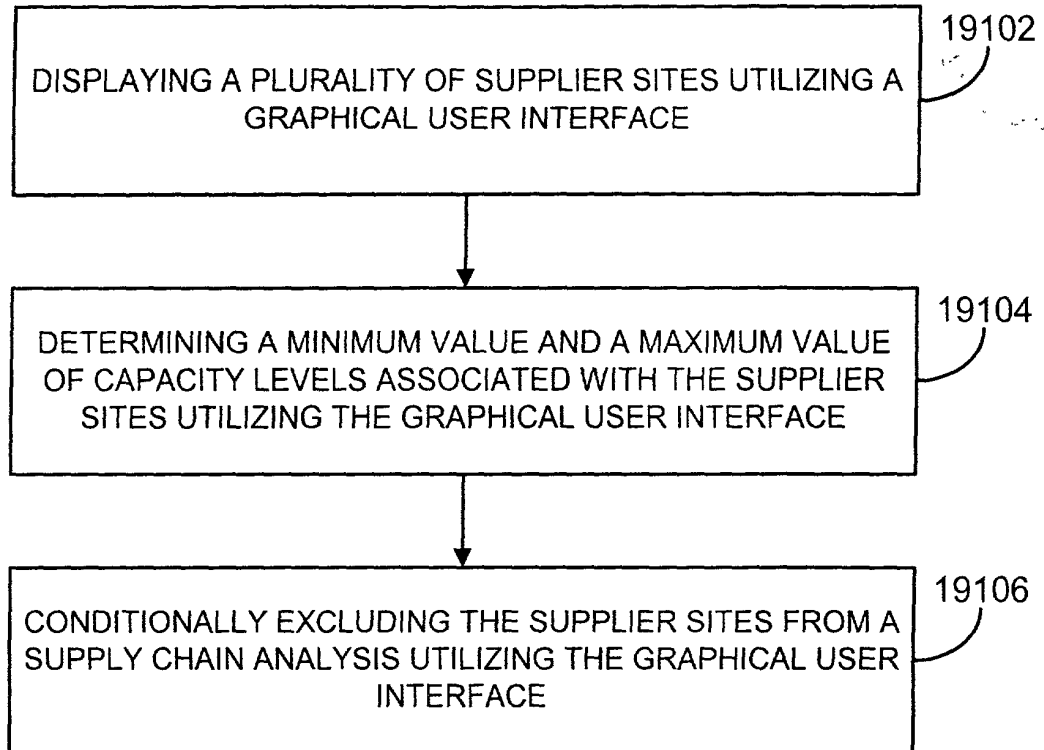 19102
DISPLAYING A PLURALITY OF SUPPLIER SITES UTILIZING A
GRAPHICAL USER INTERFACE
19104
DETERMINING A MINIMUM VALUE AND A MAXIMUM VALUE
OF CAPACITY LEVELS ASSOCIATED WITH THE SUPPLIER
SITES UTILIZING THE GRAPHICAL USER INTERFACE
19106
CONDITIONALLY EXCLUDING THE SUPPLIER SITES FROM A
SUPPLY CHAIN ANALYSIS UTILIZING THE GRAPHICAL USER
INTERFACE